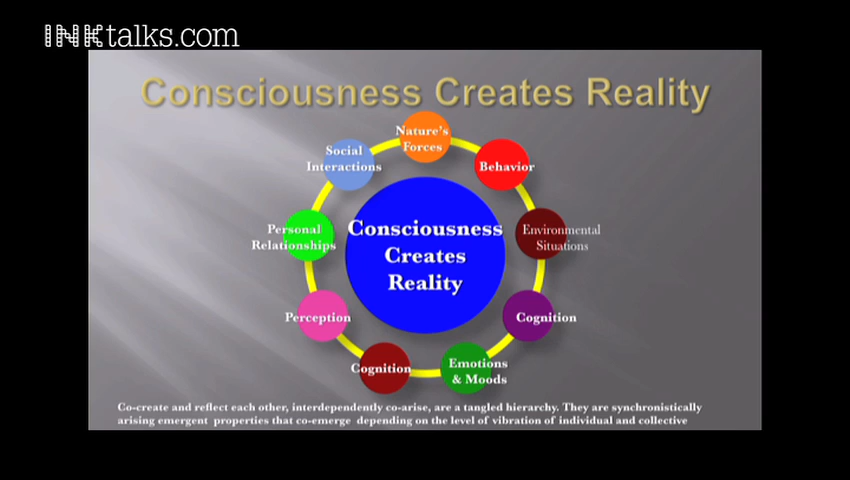 INKtalks.com
Consciousness Creates Reality
Nature's
Forces
Social
Interactions
Behavior
Personal
Relationships
Consciousness
Creates
Reality
Environmental
Situations
Perception
Cognition
Cognition
Emotions
& Moods
Co-create and reflect each other, interdependently co-arise, are a tangled hierarchy. They are synchronistically
arising emergent properties that co-emerge depending on the level of vibration of individual and collective